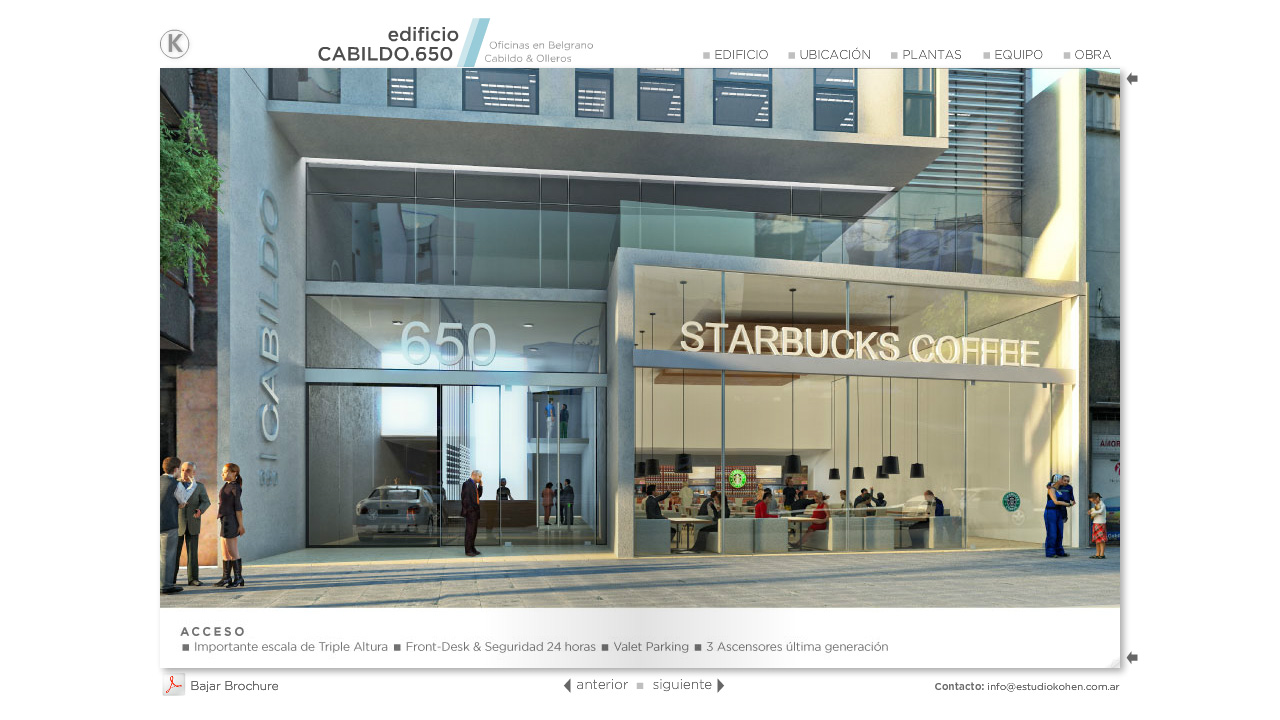 K
edificio
CABILDO.650
Oficinas en Belgrano
Cabildo & Olleros
EDIFICIO
UBICACIÓN
PLANTAS
EQUIPO
OBRA
CABILDO
650
STARBUCKS COFFEE
AMOR
ACCESO
Importante escala de Triple Altura ■ Front-Desk & Seguridad 24 horas ■ Valet Parking ■ 3 Ascensores última generación
Bajar Brochure
anterior ■ siguiente
Contacto: info@estudiokohen.com.ar